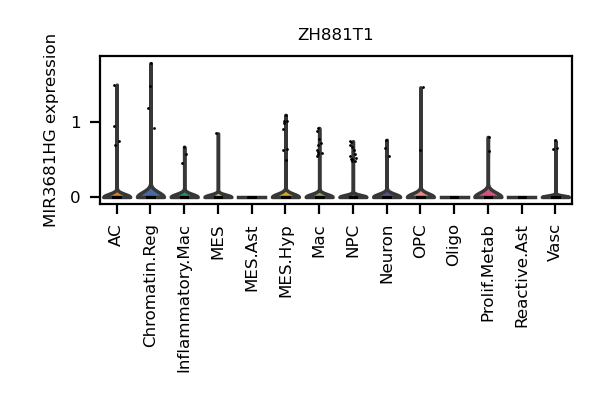 ZH881T1
MIR3681HG expression
1
0
AC
Chromatin.Reg
Inflammatory.Mac
MES
MES.Ast
MES.Hyp
Mac
NPC
Neuron
OPC
Oligo
Prolif.Metab
Reactive.Ast
Vasc